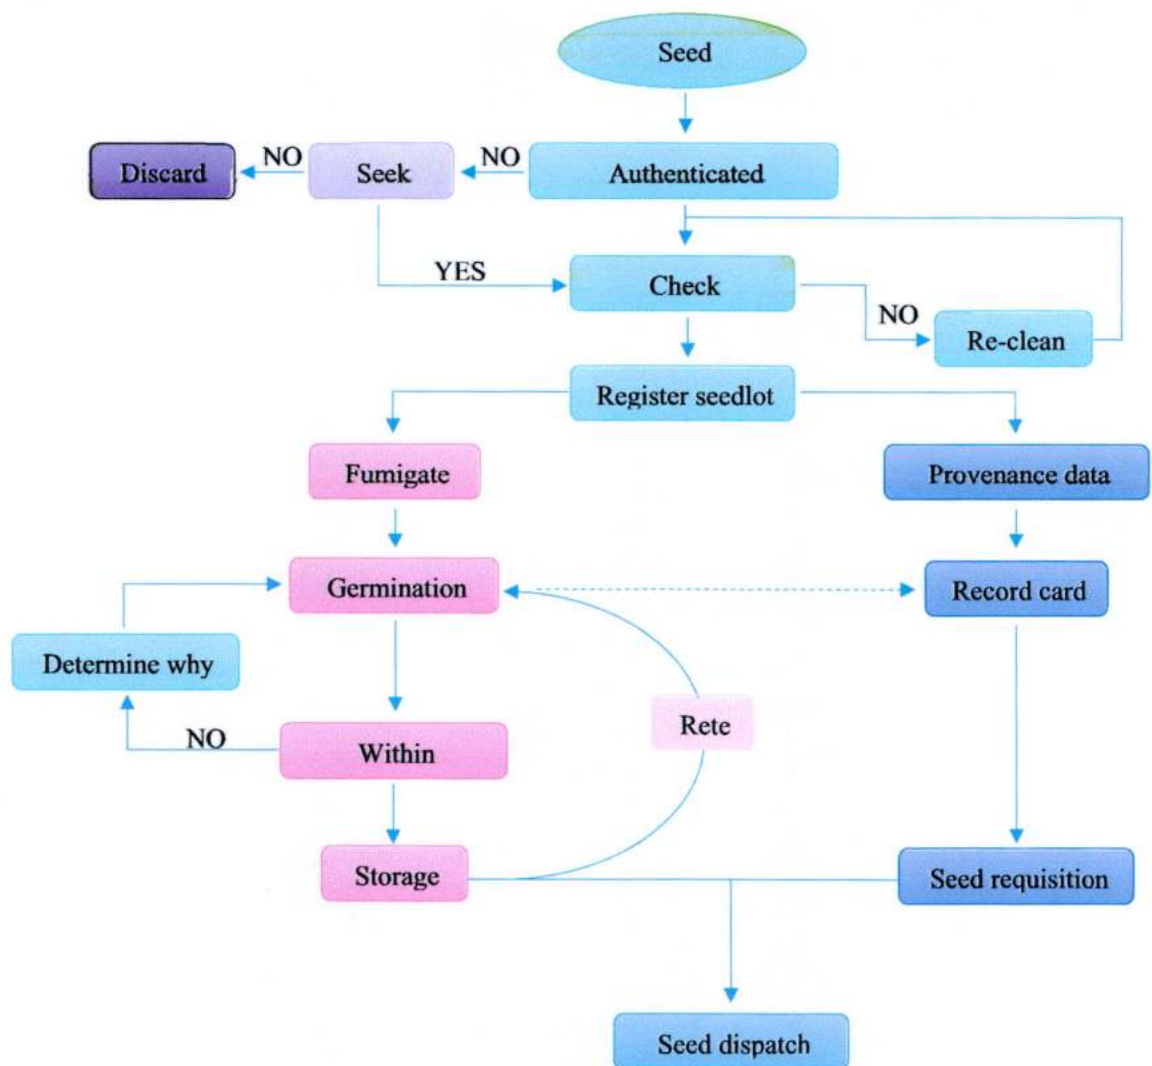 Seed
Discard
NO
Seek
NO
Authenticated
YES
Check
NO
Re-clean
Register seedlot
Fumigate
Provenance data
Germination
Record card
Determine why
Rete
NO
Within
Storage
Seed requisition
Seed dispatch